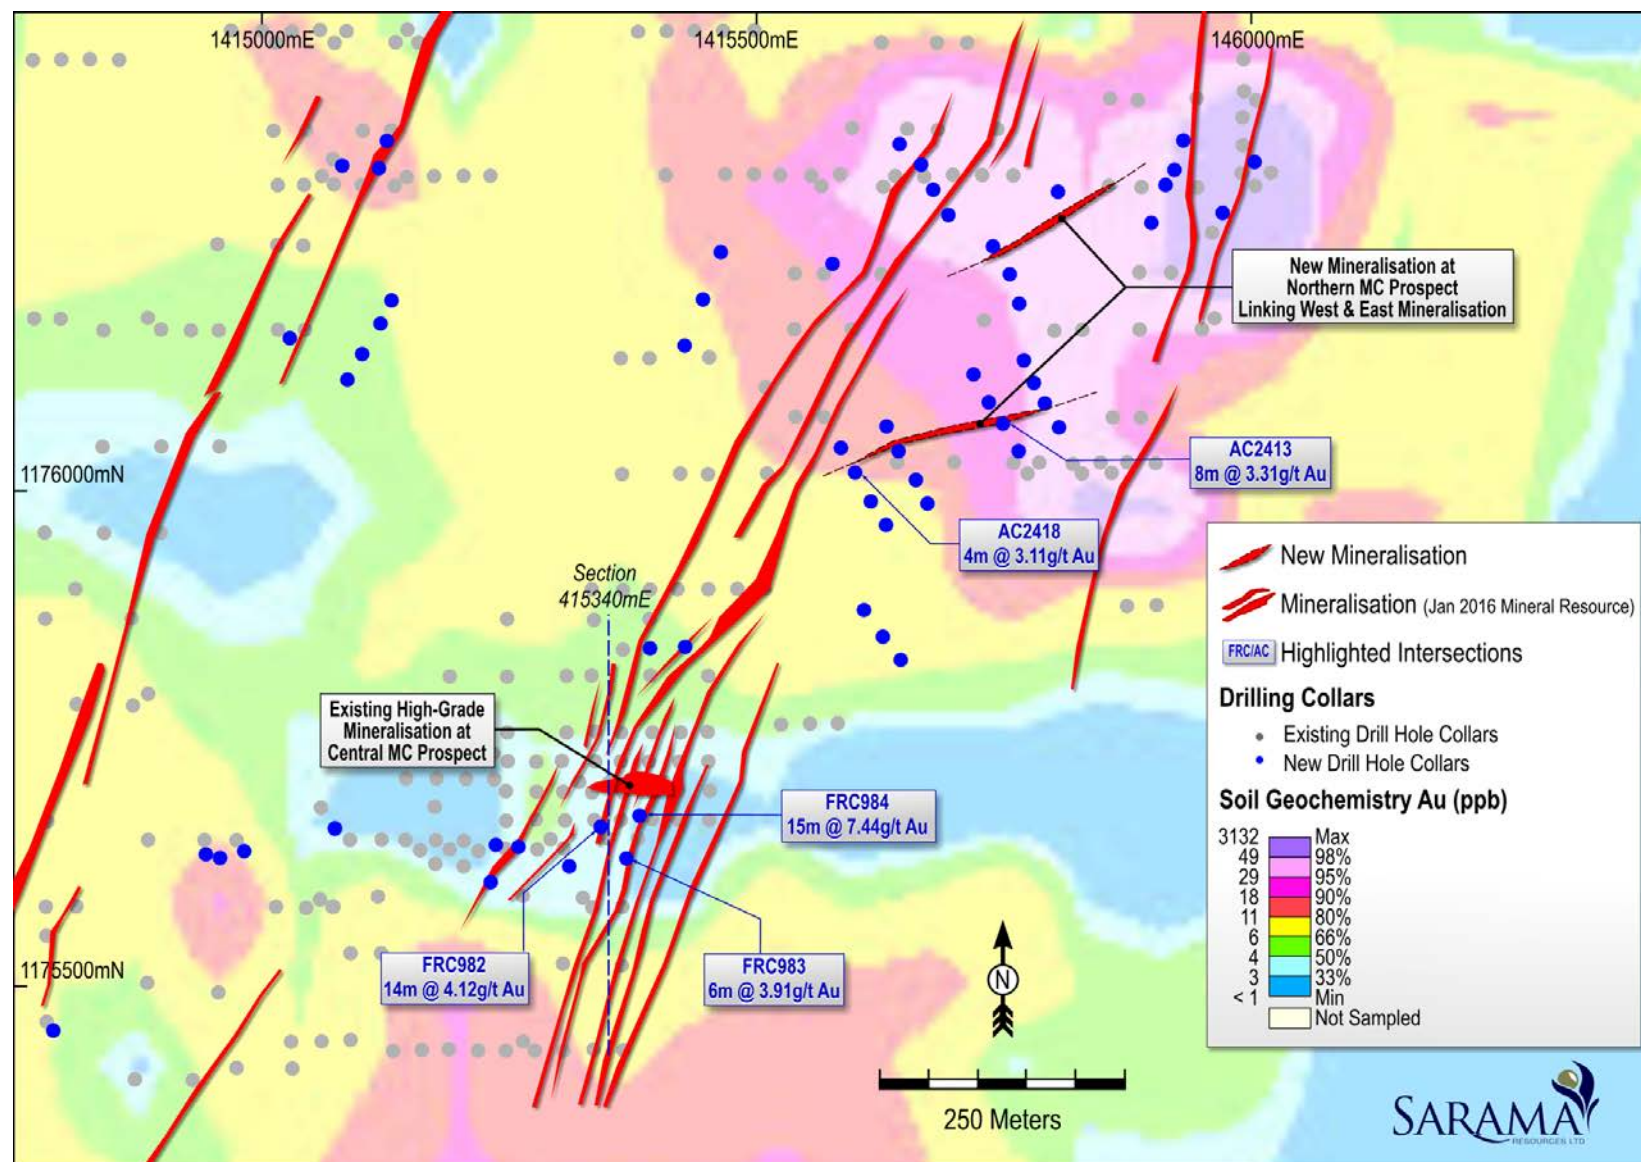 1415000mE
1415500mE
146000mE
New Mineralisation at
Northern MC Prospect
Linking West & East Mineralisation
AC2413
8m @ 3.31g/t Au
1176000mN
AC2418
4m @ 3.11g/t Au
Section
415340mE
Existing High-Grade
Mineralisation at
Central MC Prospect
FRC984
15m @ 7.44g/t Au
FRC982
14m @ 4.12g/t Au
FRC983
6m @ 3.91g/t Au
1175500mN
N
250 Meters
New Mineralisation
Mineralisation (Jan 2016 Mineral Resource)
FRC/AC Highlighted Intersections
Drilling Collars
Existing Drill Hole Collars
New Drill Hole Collars
Soil Geochemistry Au (ppb)
3132 Max
49 98%
29 95%
18 90%
11 80%
6 66%
4 50%
3 33%
< 1 Min
Not Sampled
SARAMA
RESOURCES LTD